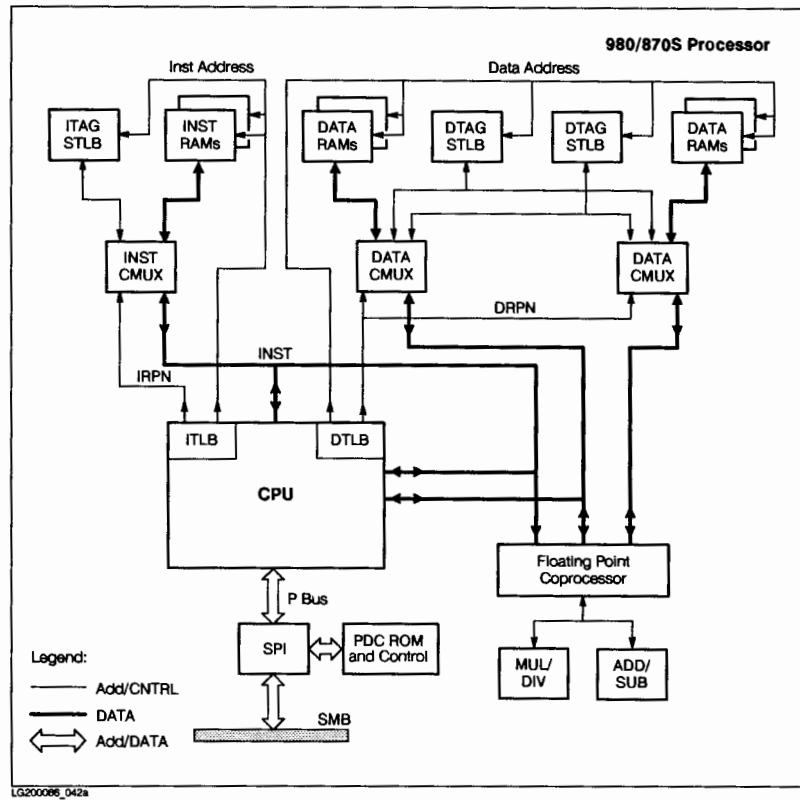 980/870S Processor
Inst Address
Data Address
ITAG
STLB
INST
RAMs
DATA
RAMs
DTAG
STLB
DTAG
STLB
DATA
RAMs
INST
CMUX
DATA
CMUX
DATA
CMUX
DRPN
INST
IRPN
ITLB
DTLB
CPU
Floating Point
Coprocessor
P Bus
SPI
PDC ROM
and Control
MUL/
DIV
ADD/
SUB
Legend:
Add/CNTRL
DATA
Add/DATA
SMB
LG200086_042a